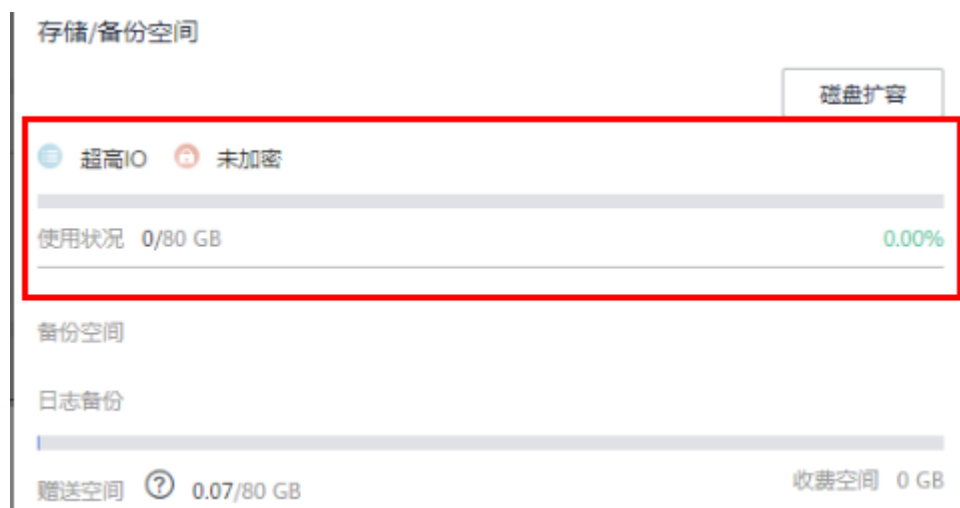 存储/备份空间
磁盘扩容
超高IO 未加密
使用状况 0/80 GB 0.00%
备份空间
日志备份
赠送空间 ? 0.07/80 GB 收费空间 0 GB